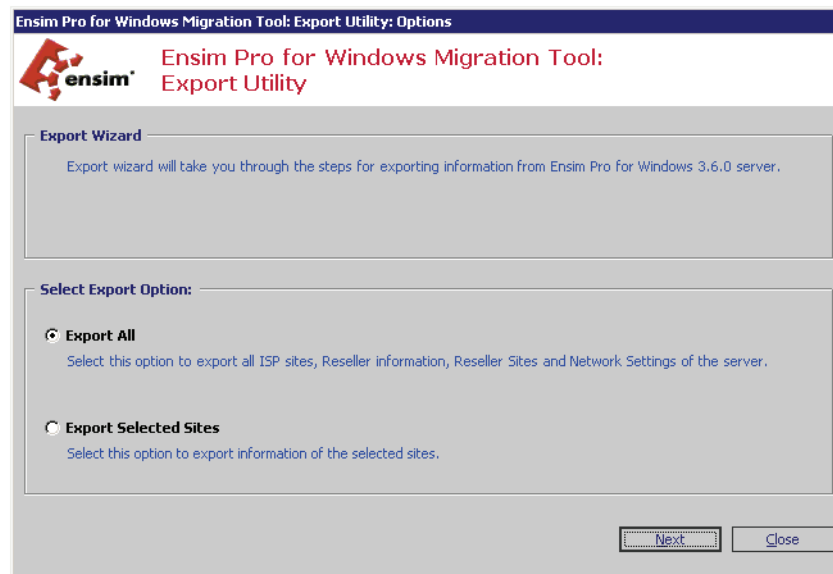 Ensim Pro for Windows Migration Tool: Export Utility: Options
ensim
Ensim Pro for Windows Migration Tool:
Export Utility
Export Wizard
Export wizard will take you through the steps for exporting information from Ensim Pro for Windows 3.6.0 server.
Select Export Option:
Export All
Select this option to export all ISP sites, Reseller information, Reseller Sites and Network Settings of the server.
Export Selected Sites
Select this option to export information of the selected sites.
Next
Close